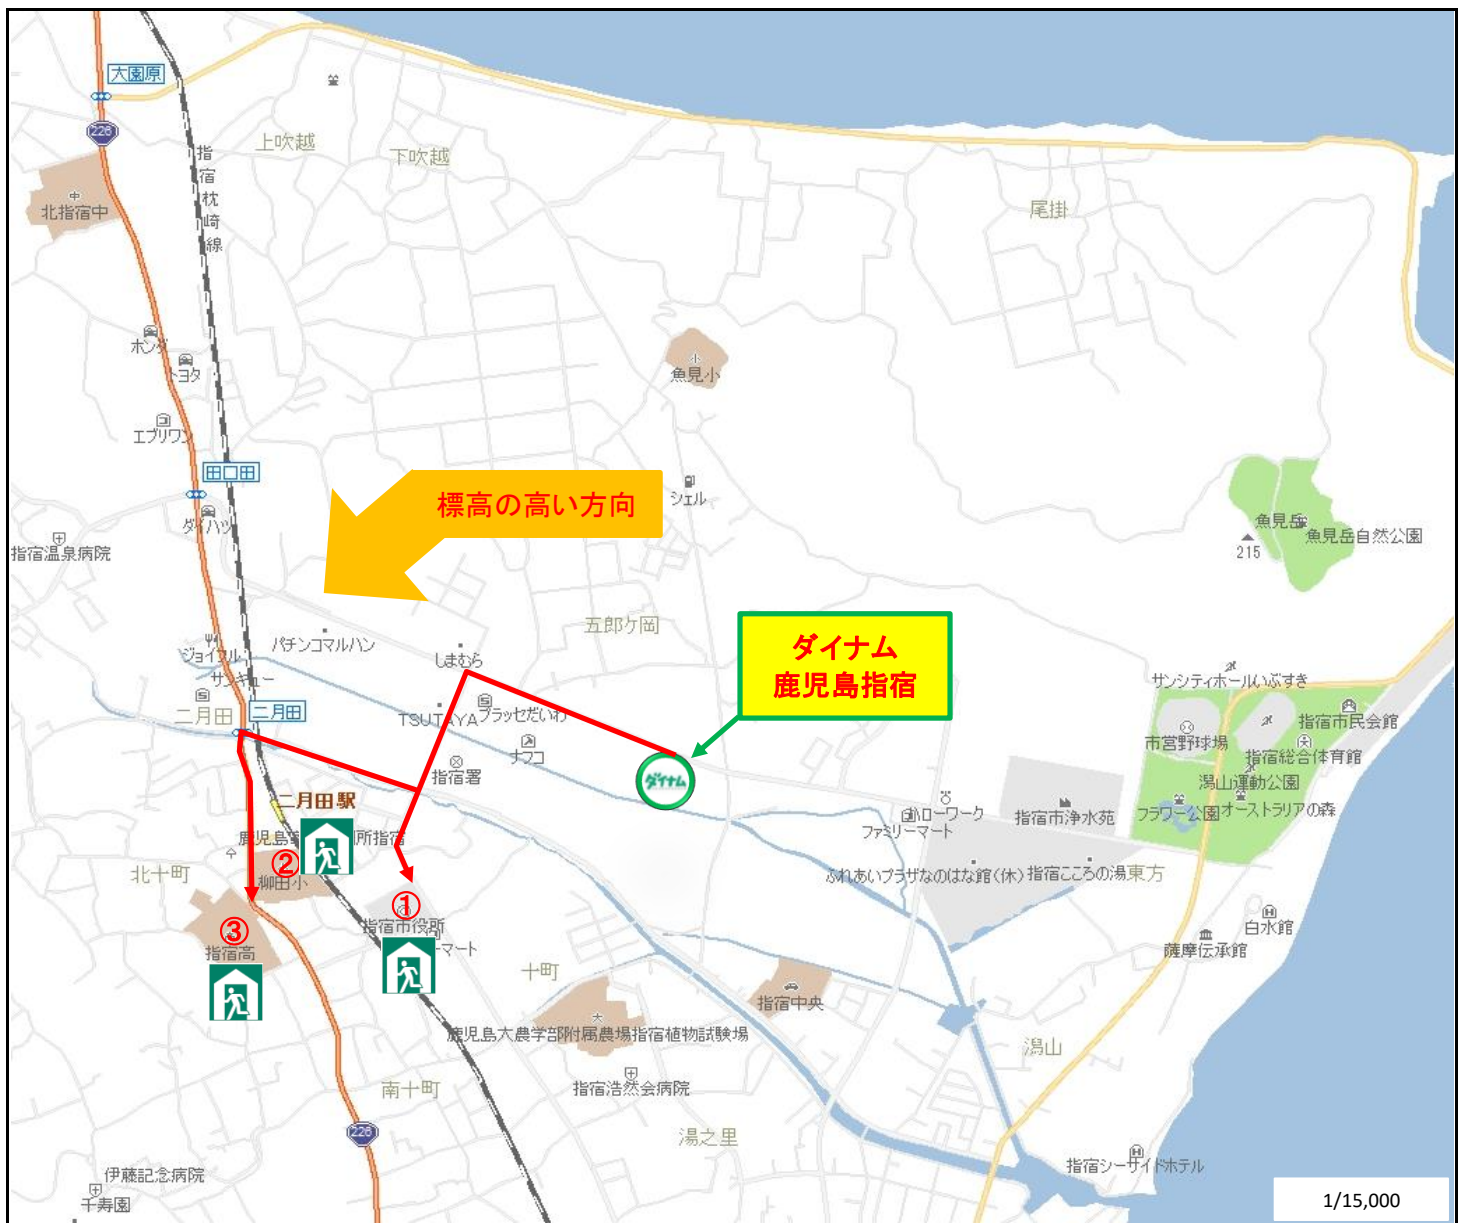 大園原
226
上吹越
下吹越
指宿枕崎線
北指宿中
尾掛
ホンダ
トヨタ
小
魚見小
エブリワン
田口田
標高の高い方向
シェル
ダイハツ
魚見岳
魚見岳自然公園
215
指宿温泉病院
五郎ケ岡
ダイナム
鹿児島指宿
パチンコマルハン
しまむら
ジョイフル
サンキュー
サンシティホールいぶすき
二月田
二月田
TSUTAYA
プラッセだいわ
指宿市民会館
市営野球場
指宿総合体育館
指宿署
ナフコ
ダイナム
潟山運動公園
二月田駅
ハローワーク
ファミリーマート
指宿市浄水苑
フラワー公園
オーストラリアの森
所指宿
②
柳田小
北十町
ふれあいプラザなのはな館(休)
指宿こころの湯
東方
①
指宿市役所
マート
③
指宿高
白水館
薩摩伝承館
十町
指宿中央
大
鹿児島大農学部附属農場指宿植物試験場
潟山
指宿浩然会病院
南十町
226
湯之里
指宿シーサイドホテル
伊藤記念病院
千寿園
1/15,000